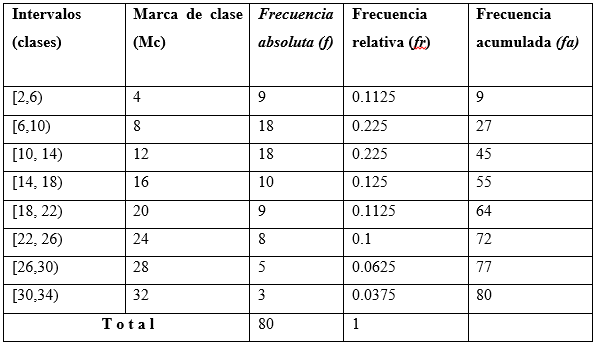 Intervalos (clases) Marca de clase (Mc) Frecuencia absoluta (f) Frecuencia relativa (fr) Frecuencia acumulada (fa)
[2,6) 4 9 0.1125 9
[6,10) 8 18 0.225 27
[10, 14) 12 18 0.225 45
[14, 18) 16 10 0.125 55
[18, 22) 20 9 0.1125 64
[22, 26) 24 8 0.1 72
[26,30) 28 5 0.0625 77
[30,34) 32 3 0.0375 80
T o t a l 80 1